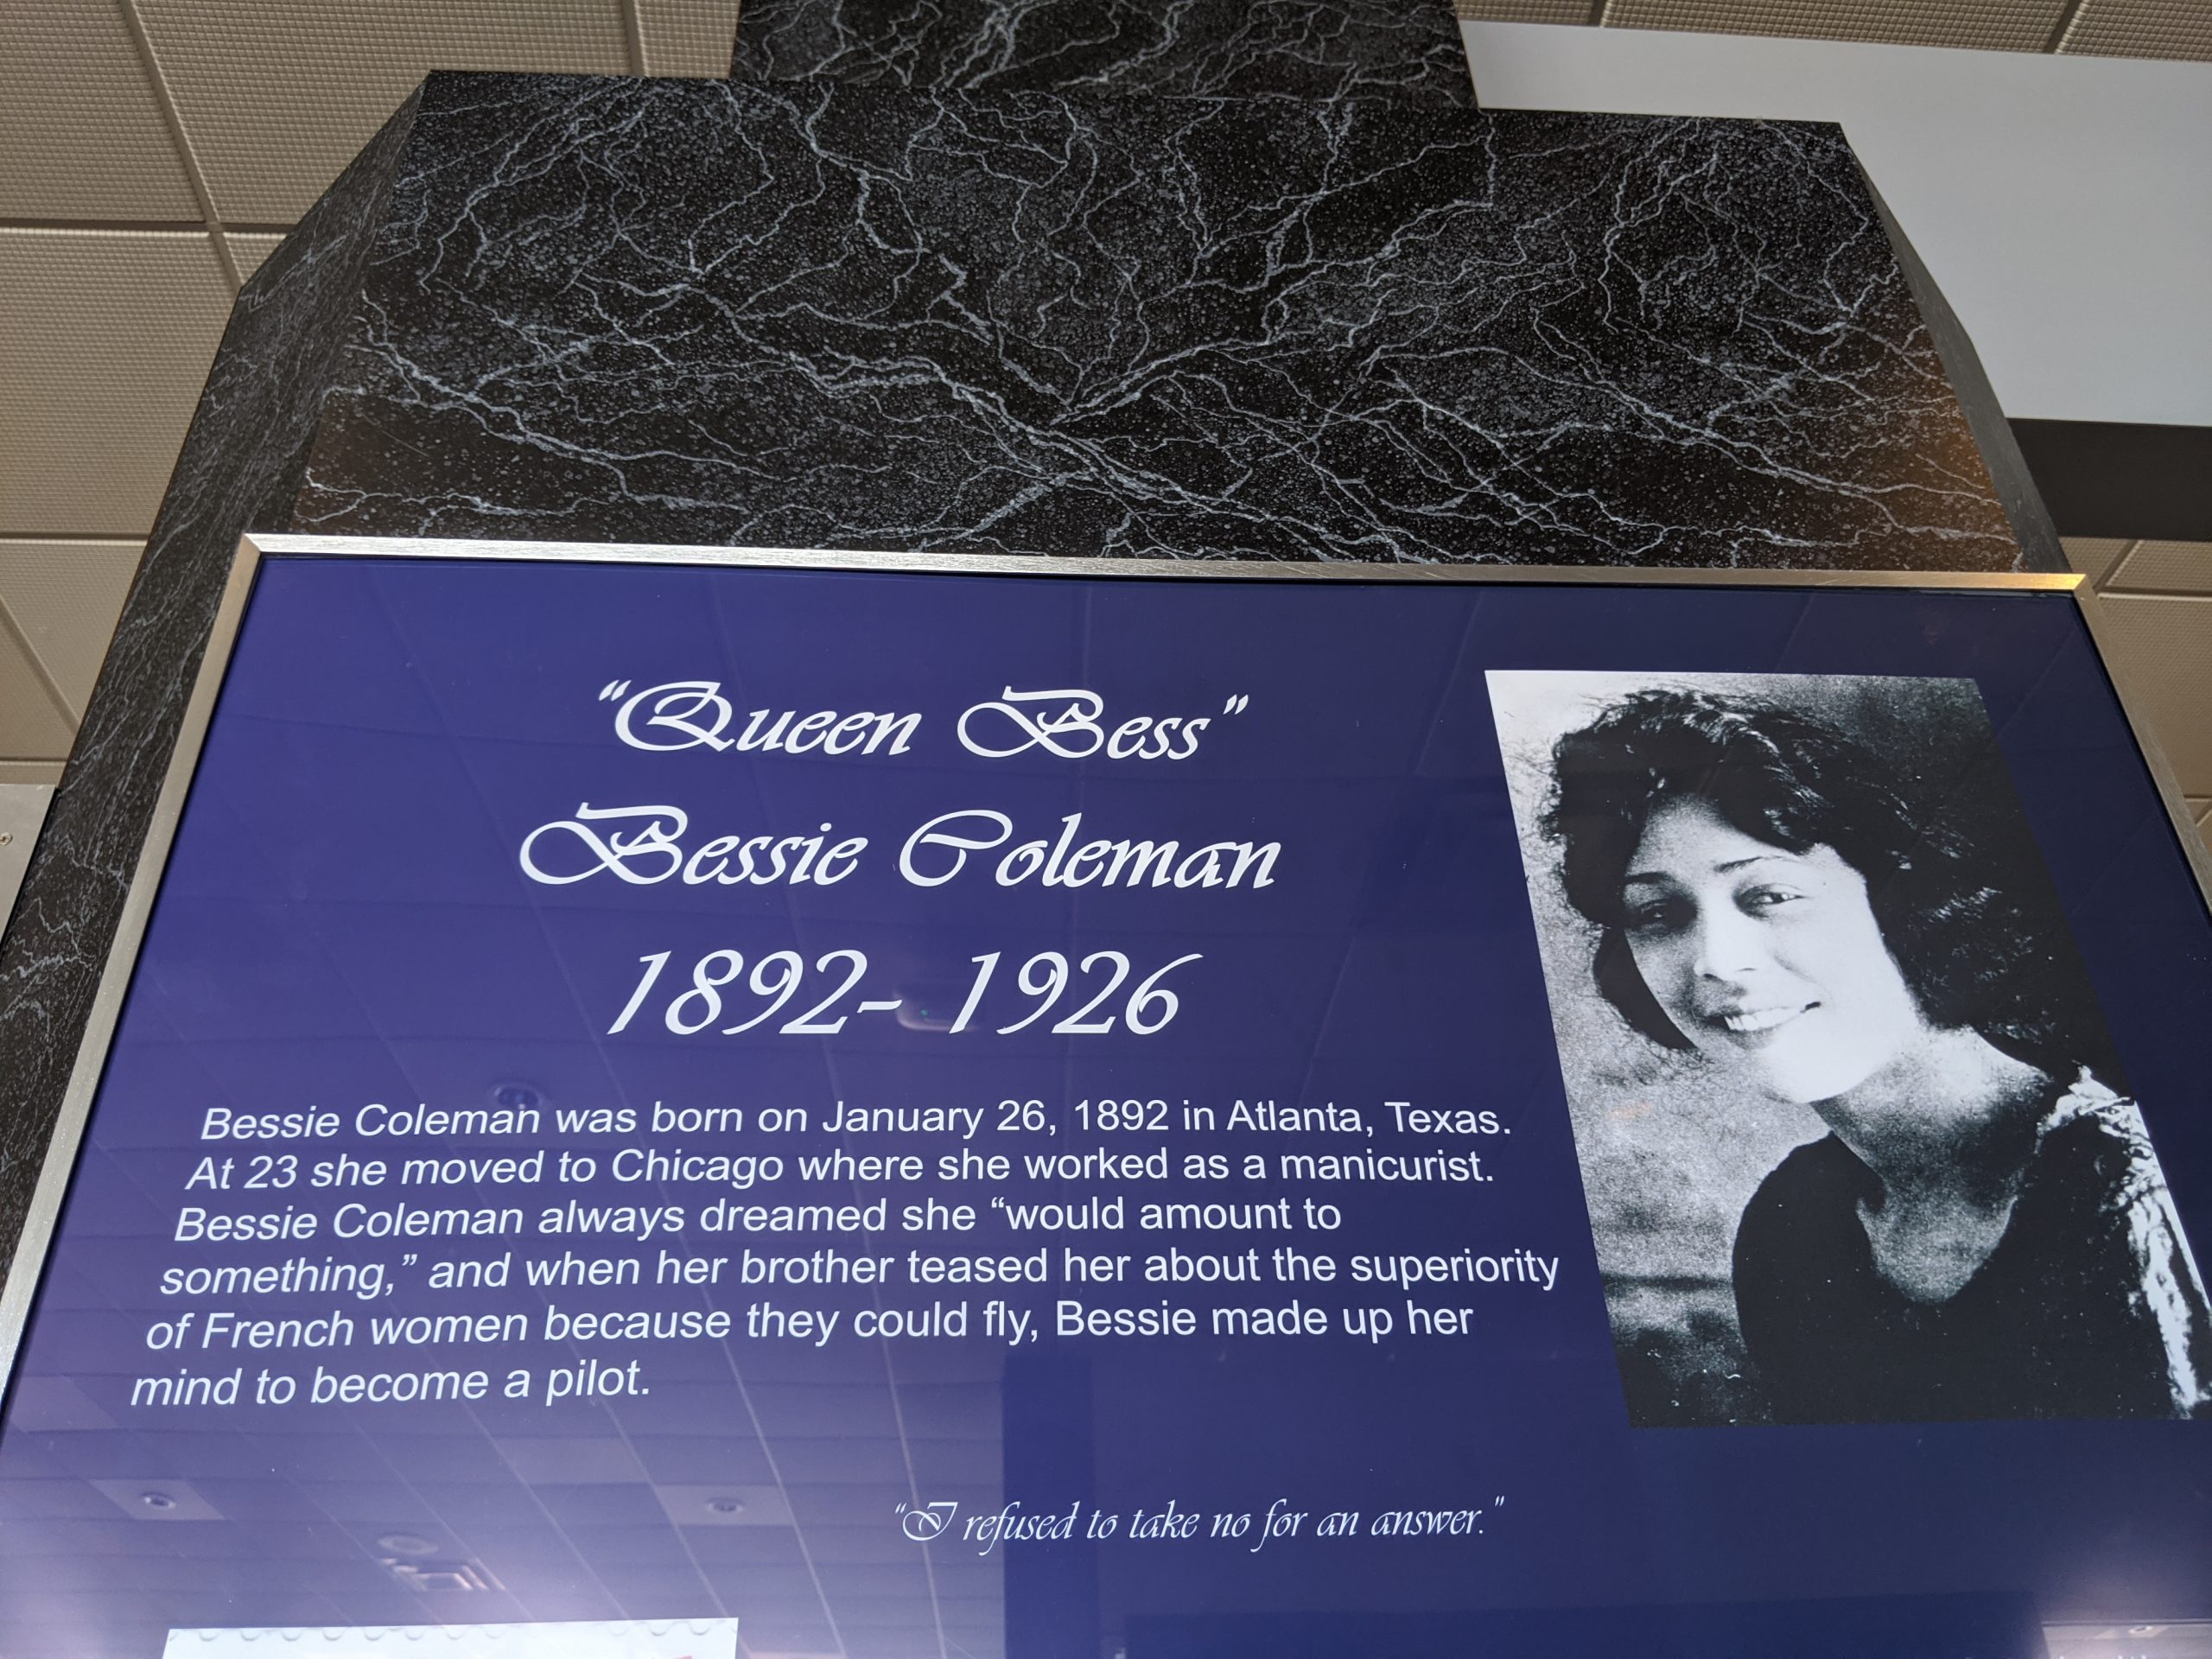 “Queen Bess”
Bessie Coleman
1892- 1926
Bessie Coleman was born on January 26, 1892 in Atlanta, Texas.
At 23 she moved to Chicago where she worked as a manicurist.
Bessie Coleman always dreamed she “would amount to
something,” and when her brother teased her about the superiority
of French women because they could fly, Bessie made up her
mind to become a pilot.
“I refused to take no for an answer.”